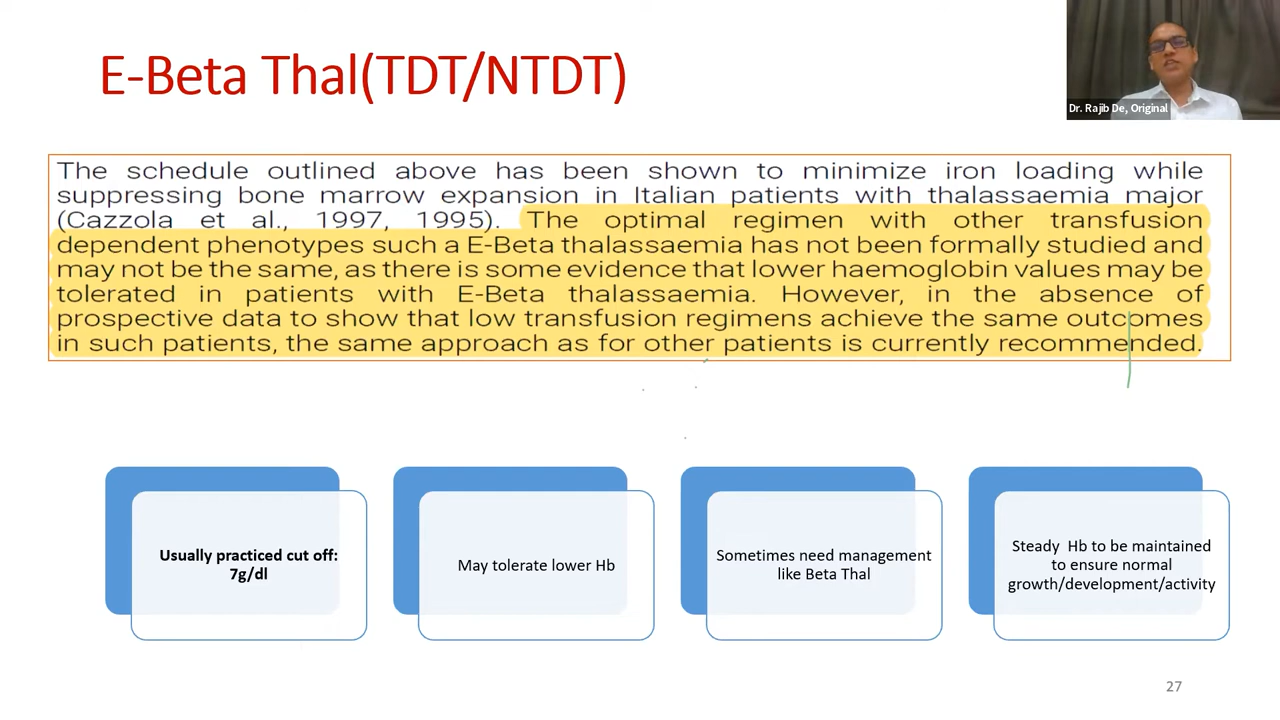 E-Beta Thal(TDT/NTDT)
Dr. Rajib De, Original
The schedule outlined above has been shown to minimize iron loading while
suppressing bone marrow expansion in Italian patients with thalassaemia major
(Cazzola et al., 1997, 1995). The optimal regimen with other transfusion
dependent phenotypes such a E-Beta thalassaemia has not been formally studied and
may not be the same, as there is some evidence that lower haemoglobin values may be
tolerated in patients with E-Beta thalassaemia. However, in the absence of
prospective data to show that low transfusion regimens achieve the same outcomes
in such patients, the same approach as for other patients is currently recommended.
Usually practiced cut off:
7g/dl
May tolerate lower Hb
Sometimes need management
like Beta Thal
Steady Hb to be maintained
to ensure normal
growth/development/activity
27